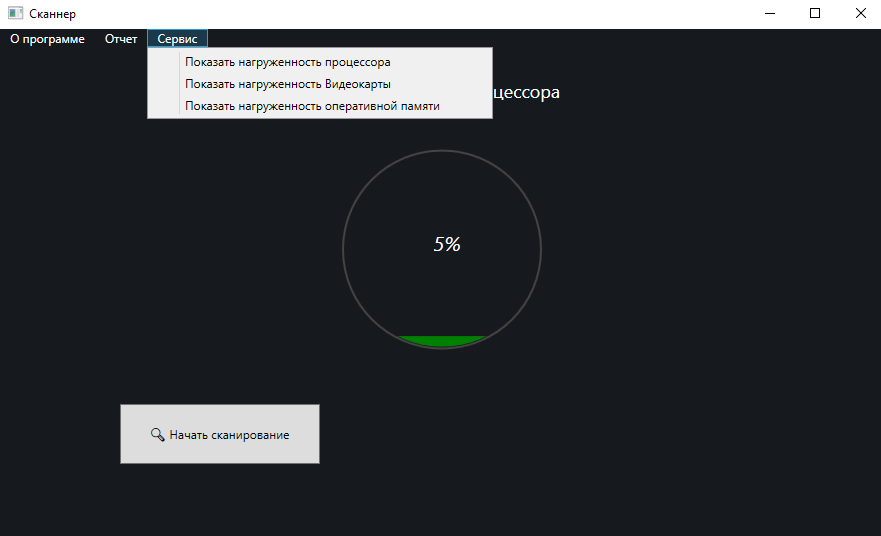 Сканнер
О программе Отчет Сервис
Показать нагруженность процессора
Показать нагруженность Видеокарты
Показать нагруженность оперативной памяти
цессора
5%
Начать сканирование